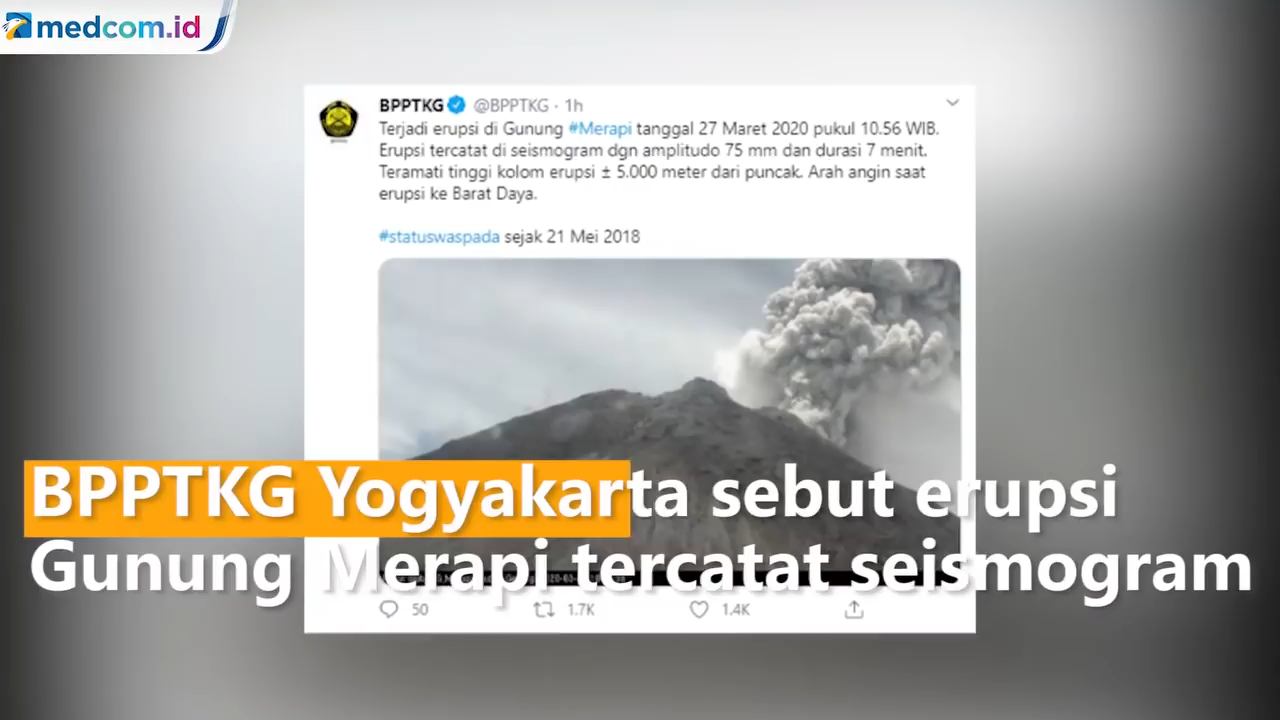 medcom.id
BPPTKG @BPPTKG · 1h
Terjadi erupsi di Gunung #Merapi tanggal 27 Maret 2020 pukul 10.56 WIB.
Erupsi tercatat di seismogram dgn amplitudo 75 mm dan durasi 7 menit.
Teramati tinggi kolom erupsi ± 5.000 meter dari puncak. Arah angin saat
erupsi ke Barat Daya.
#statuswaspada sejak 21 Mei 2018
BPPTKG Yogyakarta sebut erupsi
Gunung Merapi tercatat seismogram
50 1.7K 1.4K